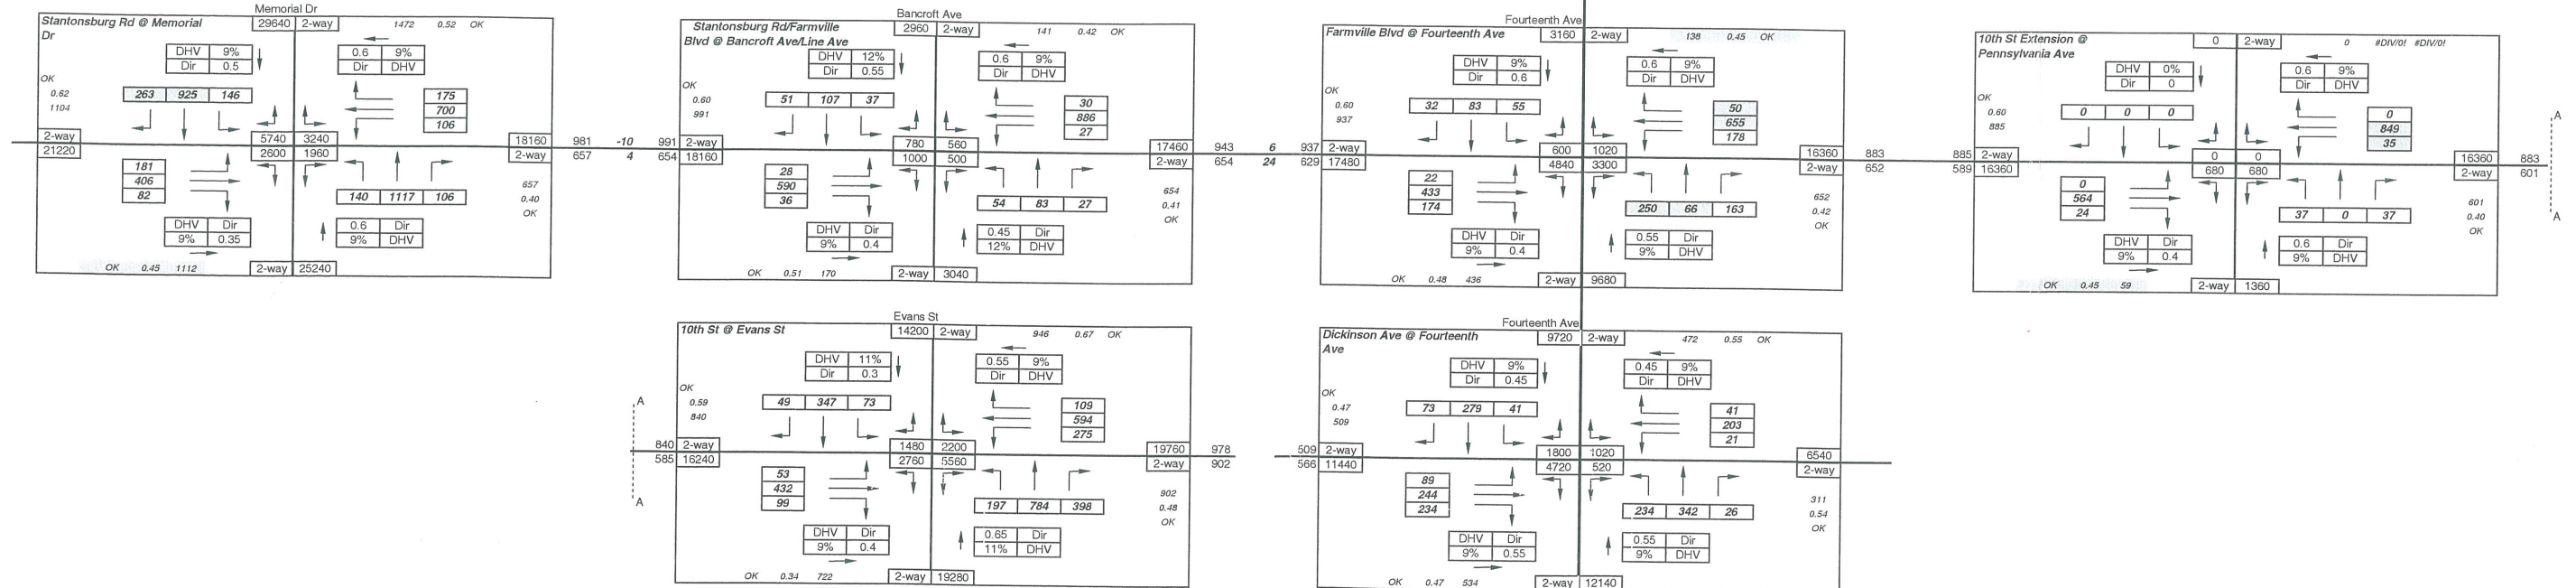 Memorial Dr
Stantonsburg Rd @ Memorial Dr
29640 2-way
1472 0.52 OK
DHV 9%
Dir 0.5
0.6 9%
Dir DHV
OK
0.62
1104
263 925 146
175
700
106
2-way
21220
5740 3240
2600 1960
18160
2-way
181
406
82
140 1117 106
657
0.40
OK
DHV Dir
9% 0.35
0.6 Dir
9% DHV
OK 0.45 1112
2-way 25240
981 -10 991
657 4 654
Bancroft Ave
Stantonsburg Rd/Farmville
Blvd @ Bancroft Ave/Line Ave
2960 2-way
141 0.42 OK
DHV 12%
Dir 0.55
0.6 9%
Dir DHV
OK
0.60
991
51 107 37
30
886
27
2-way
18160
780 560
1000 500
17460
2-way
28
590
36
54 83 27
654
0.41
OK
DHV Dir
9% 0.4
0.45 Dir
12% DHV
OK 0.51 170
2-way 3040
943 6 937
654 24 629
Fourteenth Ave
Farmville Blvd @ Fourteenth Ave
3160 2-way
138 0.45 OK
DHV 9%
Dir 0.6
0.6 9%
Dir DHV
OK
0.60
937
32 83 55
50
655
178
2-way
17480
600 1020
4840 3300
16360
2-way
22
433
174
250 66 163
652
0.42
OK
DHV Dir
9% 0.4
0.55 Dir
9% DHV
OK 0.48 436
2-way 9680
883 885
652 589
10th St Extension @
Pennsylvania Ave
0 2-way
0 #DIV/0! #DIV/0!
DHV 0%
Dir 0
0.6 9%
Dir DHV
OK
0.60
885
0 0 0
0
849
35
2-way
16360
0 0
680 680
16360
2-way
0
564
24
37 0 37
601
0.40
OK
DHV Dir
9% 0.4
0.6 Dir
9% DHV
OK 0.45 59
2-way 1360
883
601
A
A
Evans St
10th St @ Evans St
14200 2-way
946 0.67 OK
DHV 11%
Dir 0.3
0.55 9%
Dir DHV
OK
0.59
840
A
A
49 347 73
109
594
275
840 2-way
585 16240
1480 2200
2760 5560
19760 978
2-way 902
53
432
99
197 784 398
902
0.48
OK
DHV Dir
9% 0.4
0.65 Dir
11% DHV
OK 0.34 722
2-way 19280
Fourteenth Ave
Dickinson Ave @ Fourteenth
Ave
9720 2-way
472 0.55 OK
DHV 9%
Dir 0.45
0.45 9%
Dir DHV
OK
0.47
509
73 279 41
41
203
21
509 2-way
566 11440
1800 1020
4720 520
6540
2-way
89
244
234
234 342 26
311
0.54
OK
DHV Dir
9% 0.55
0.55 Dir
9% DHV
OK 0.47 534
2-way 12140